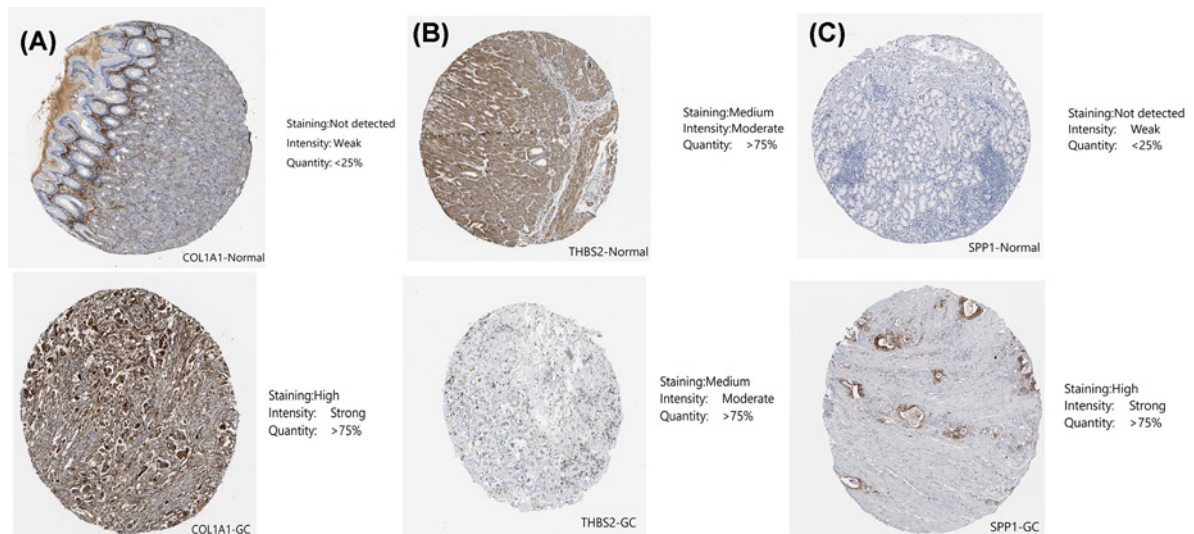 (A)
Staining:Not detected
Intensity: Weak
Quantity: <25%
COL1A1-Normal
(B)
Staining:Medium
Intensity:Moderate
Quantity: >75%
THBS2-Normal
(C)
Staining:Not detected
Intensity: Weak
Quantity: <25%
SPP1-Normal
Staining:High
Intensity: Strong
Quantity: >75%
COL1A1-GC
Staining:Medium
Intensity: Moderate
Quantity: >75%
THBS2-GC
Staining:High
Intensity: Strong
Quantity: >75%
SPP1-GC